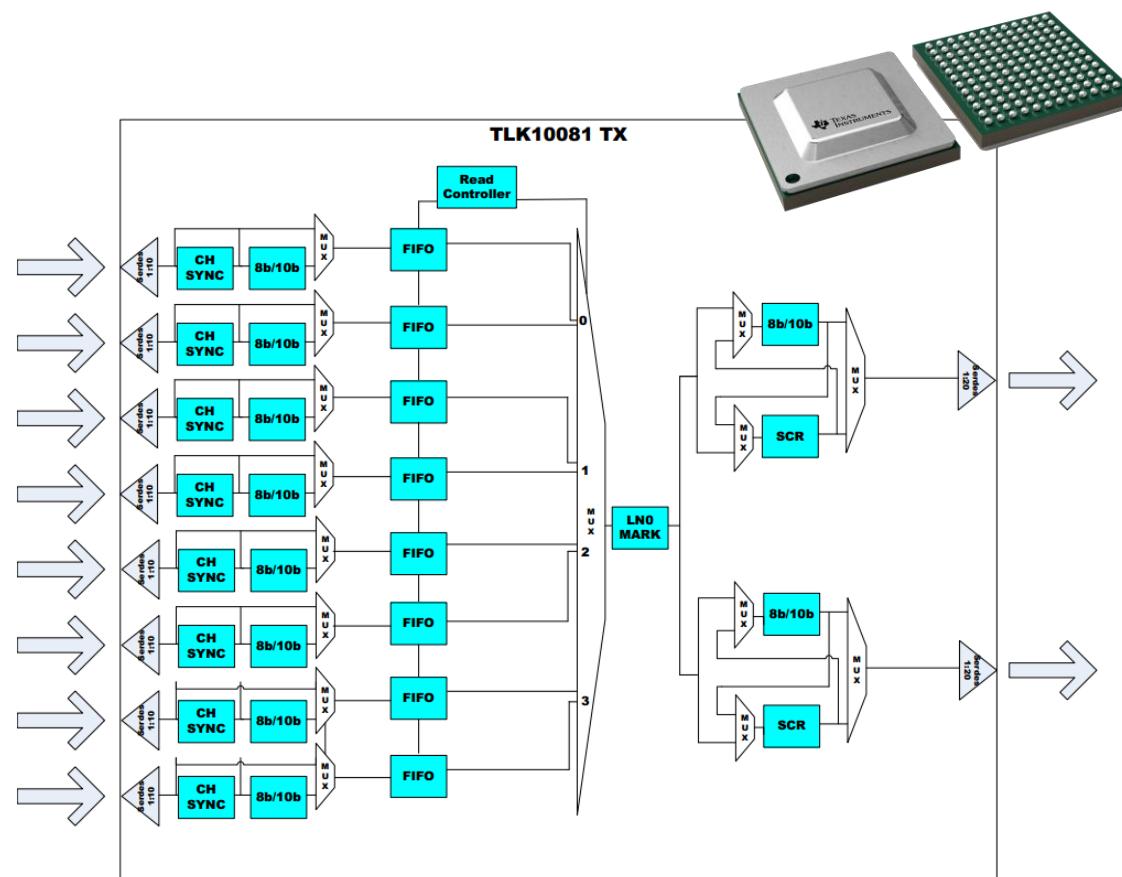 TEXAS
INSTRUMENTS
TLK10081 TX
Read
Controller
Serdes
1:10
CH
SYNC
8b/10b
MUX
FIFO
Serdes
1:10
CH
SYNC
8b/10b
MUX
FIFO
Serdes
1:10
CH
SYNC
8b/10b
MUX
FIFO
Serdes
1:10
CH
SYNC
8b/10b
MUX
FIFO
Serdes
1:10
CH
SYNC
8b/10b
MUX
FIFO
Serdes
1:10
CH
SYNC
8b/10b
MUX
FIFO
Serdes
1:10
CH
SYNC
8b/10b
MUX
FIFO
Serdes
1:10
CH
SYNC
8b/10b
MUX
FIFO
0
1
MUX
2
3
LN0
MARK
MUX
8b/10b
MUX
SCR
MUX
Serdes
1:20
MUX
8b/10b
MUX
SCR
MUX
Serdes
1:20